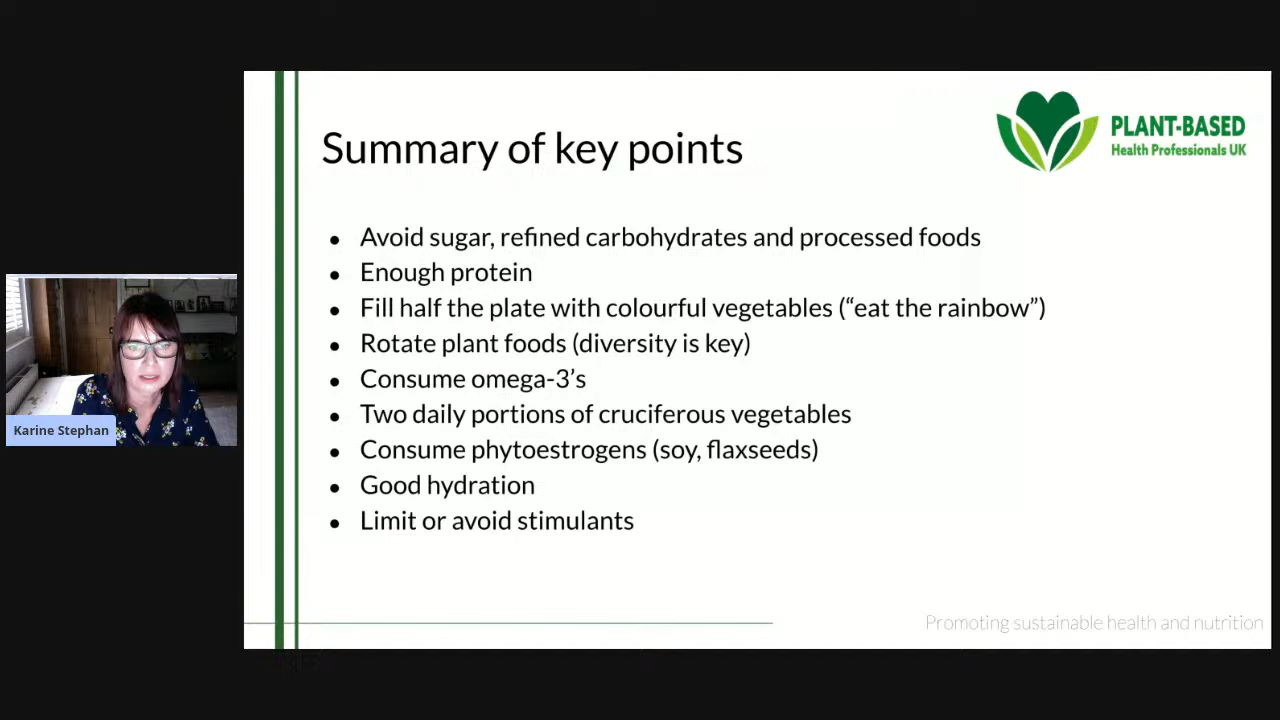 Summary of key points
PLANT-BASED
Health Professionals UK
● Avoid sugar, refined carbohydrates and processed foods
● Enough protein
● Fill half the plate with colourful vegetables (“eat the rainbow”)
● Rotate plant foods (diversity is key)
● Consume omega-3’s
● Two daily portions of cruciferous vegetables
● Consume phytoestrogens (soy, flaxseeds)
● Good hydration
● Limit or avoid stimulants
Karine Stephan
Promoting sustainable health and nutrition